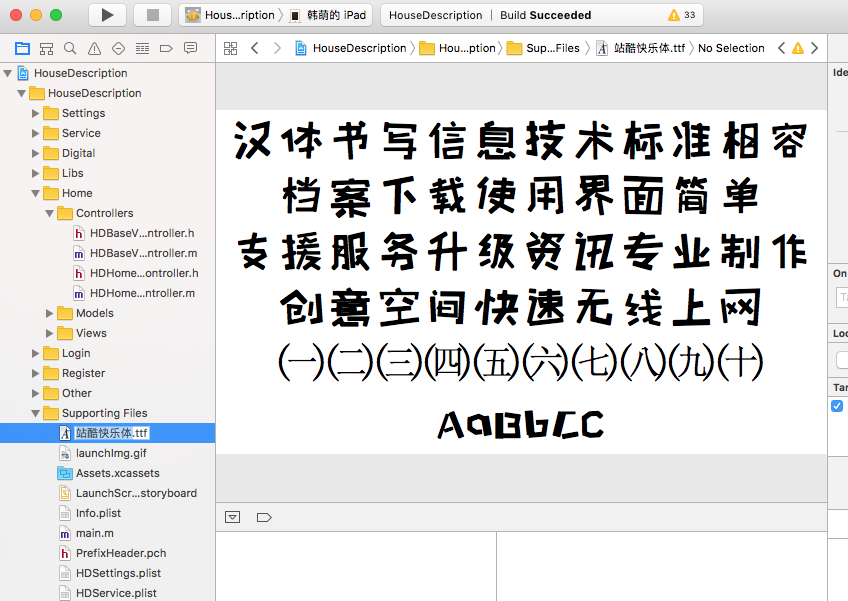 Hous...ription 〉 韩萌的 iPad
HouseDescription | Build Succeeded
33
HouseDescription 〉 Hou...ption 〉 Sup...Files 〉 站酷快乐体.ttf 〉 No Selection
HouseDescription
HouseDescription
Settings
Service
Digital
Libs
Home
Controllers
HDBaseV...ntroller.h
HDBaseV...ntroller.m
HDHome...ontroller.h
HDHome...ntroller.m
Models
Views
Login
Register
Other
Supporting Files
站酷快乐体.ttf
launchImg.gif
Assets.xcassets
LaunchScr...storyboard
Info.plist
main.m
PrefixHeader.pch
HDSettings.plist
HDService.plist
汉体书写信息技术标准相容
档案下载使用界面简单
支援服务升级资讯专业制作
创意空间快速无线上网
㈠㈡㈢㈣㈤㈥㈦㈧㈨㈩
AaBbCc
Ide
On
Ta
Loc
Tar